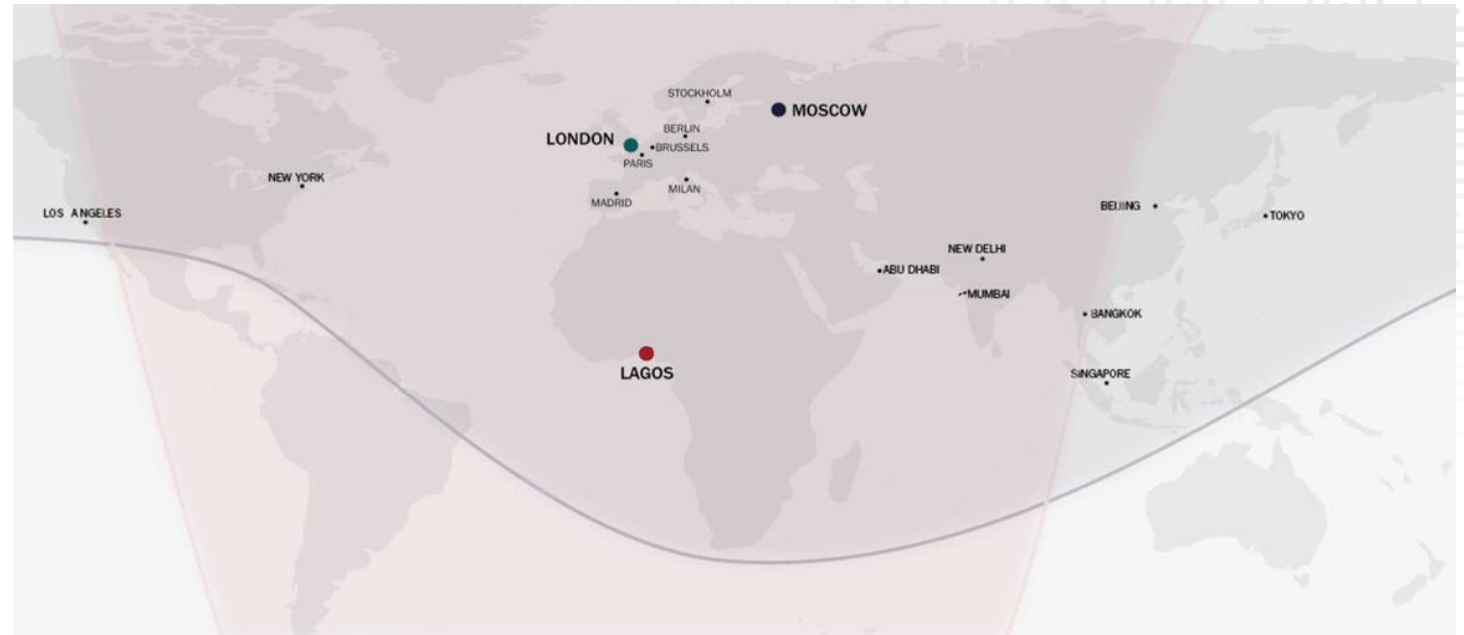 STOCKHOLM
MOSCOW
BERLIN
LONDON
BRUSSELS
PARIS
NEW YORK
MILAN
MADRID
LOS ANGELES
BEIJING
TOKYO
NEW DELHI
ABU DHABI
MUMBAI
BANGKOK
LAGOS
SINGAPORE